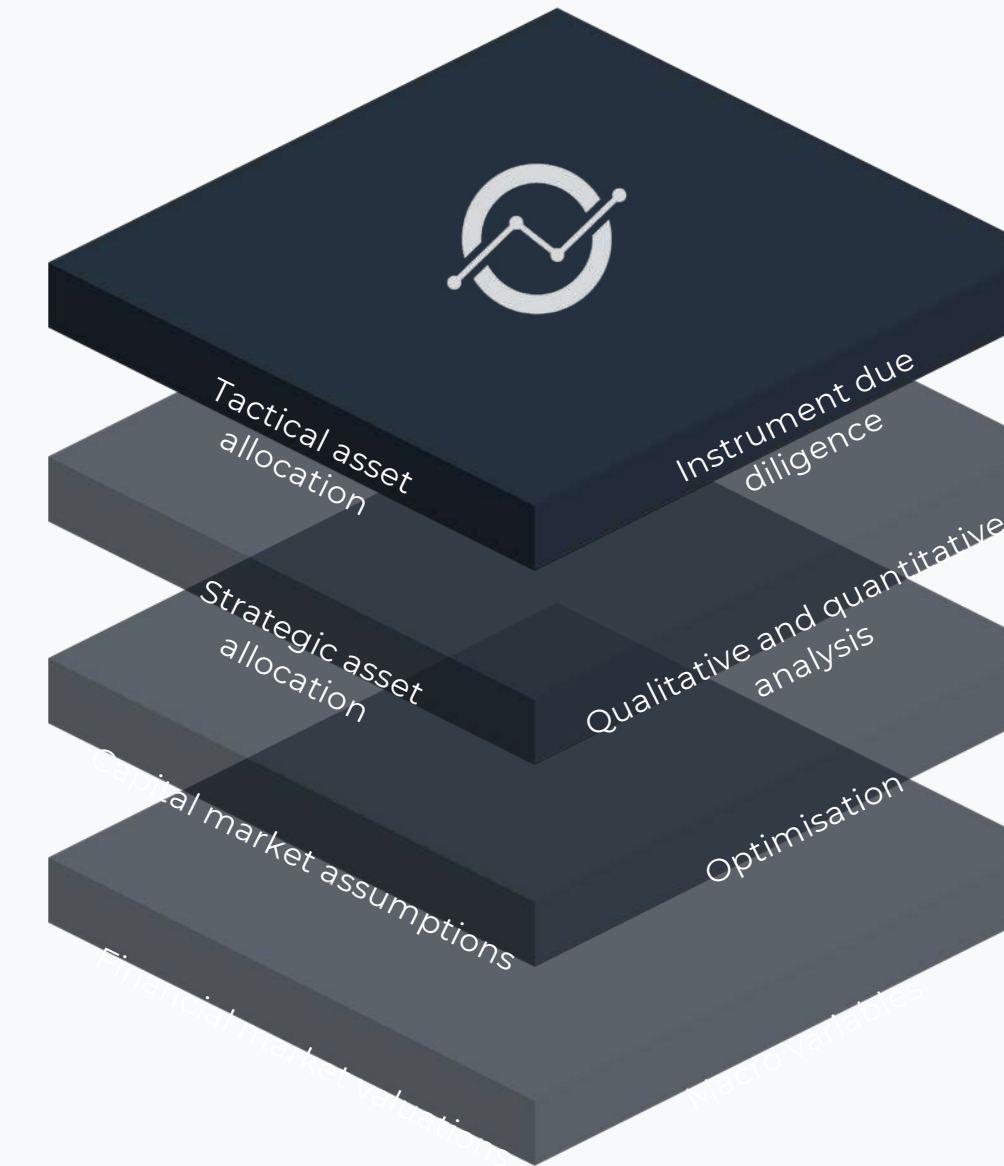 Tactical asset
allocation
Instrument due
diligence
Strategic asset
allocation
Qualitative and quantitative
analysis
Capital market assumptions
Optimisation
Financial market valuations
Macro variables